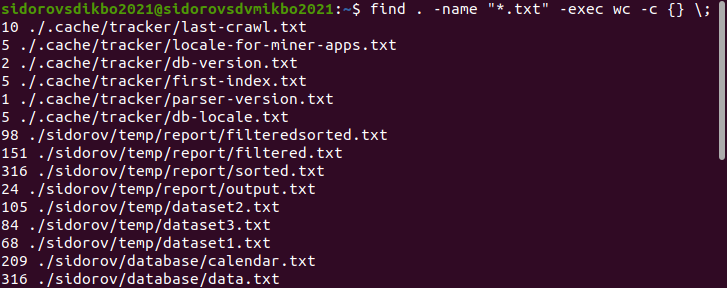 sidorovsdikbo2021@sidorovsdvmikbo2021:~$ find . -name "*.txt" -exec wc -c {} \;
10 ./.cache/tracker/last-crawl.txt
5 ./.cache/tracker/locale-for-miner-apps.txt
2 ./.cache/tracker/db-version.txt
5 ./.cache/tracker/first-index.txt
1 ./.cache/tracker/parser-version.txt
5 ./.cache/tracker/db-locale.txt
98 ./sidorov/temp/report/filteredsorted.txt
151 ./sidorov/temp/report/filtered.txt
316 ./sidorov/temp/report/sorted.txt
24 ./sidorov/temp/report/output.txt
105 ./sidorov/temp/dataset2.txt
84 ./sidorov/temp/dataset3.txt
68 ./sidorov/temp/dataset1.txt
209 ./sidorov/database/calendar.txt
316 ./sidorov/database/data.txt